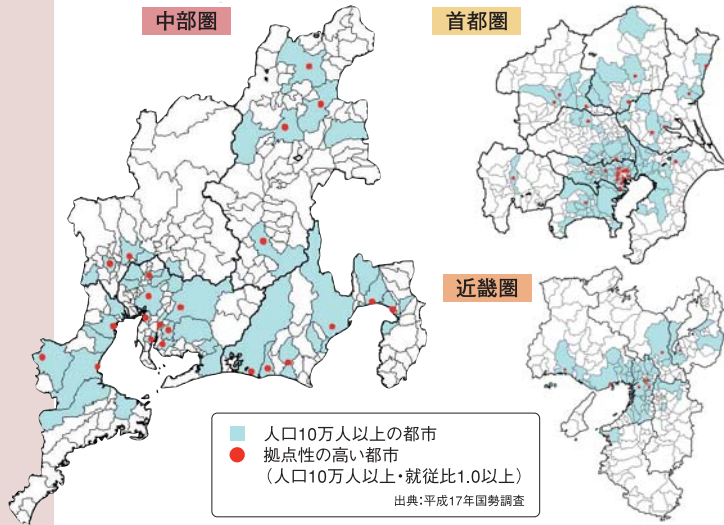 中部圏
首都圏
近畿圏
人口10万人以上の都市
拠点性の高い都市
（人口10万人以上・就従比1.0以上）
出典：平成17年国勢調査